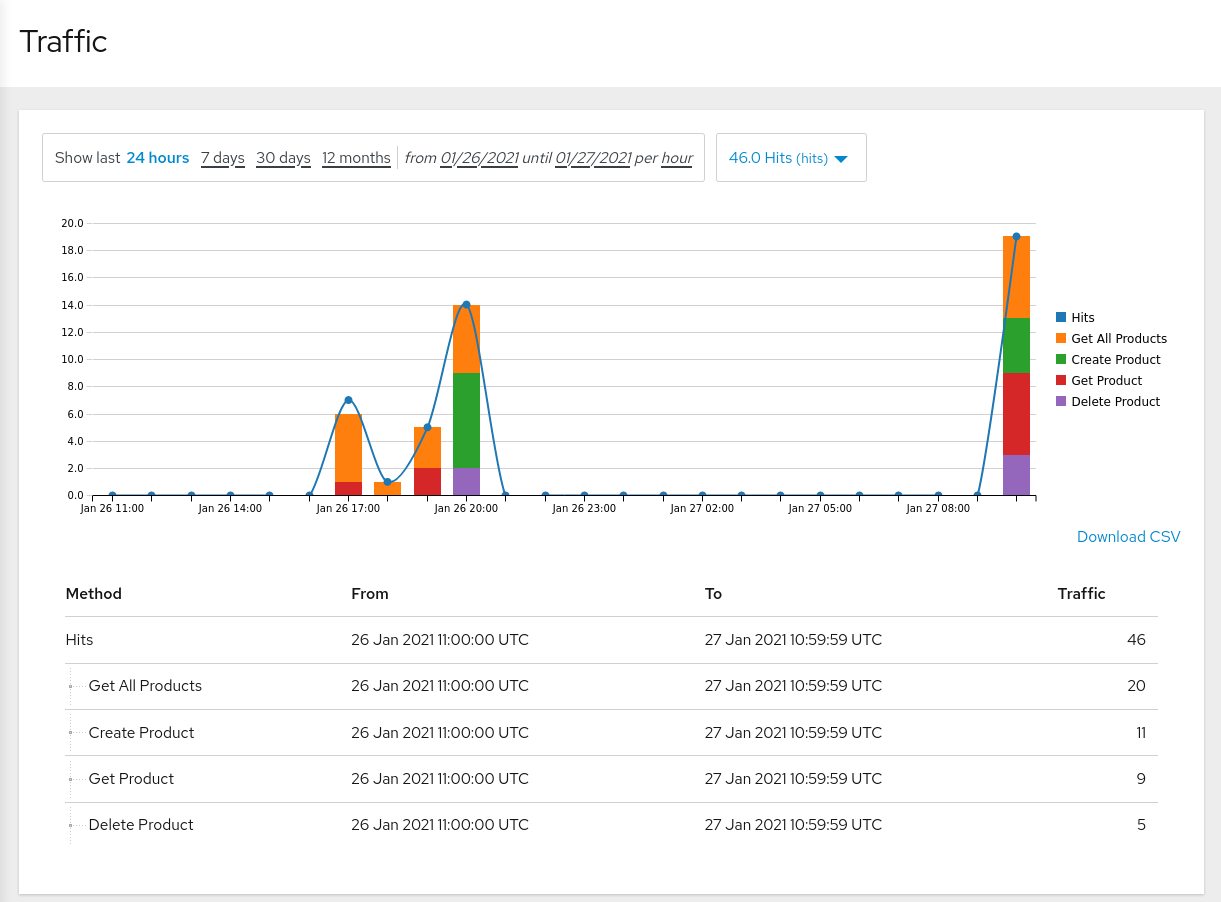 Traffic
Show last 24 hours 7 days 30 days 12 months from 01/26/2021 until 01/27/2021 per hour
46.0 Hits (hits)
20.0
18.0
16.0
14.0
12.0
10.0
8.0
6.0
4.0
2.0
0.0
Jan 26 11:00 Jan 26 14:00 Jan 26 17:00 Jan 26 20:00 Jan 26 23:00 Jan 27 02:00 Jan 27 05:00 Jan 27 08:00
Hits
Get All Products
Create Product
Get Product
Delete Product
Download CSV
Method From To Traffic
Hits 26 Jan 2021 11:00:00 UTC 27 Jan 2021 10:59:59 UTC 46
Get All Products 26 Jan 2021 11:00:00 UTC 27 Jan 2021 10:59:59 UTC 20
Create Product 26 Jan 2021 11:00:00 UTC 27 Jan 2021 10:59:59 UTC 11
Get Product 26 Jan 2021 11:00:00 UTC 27 Jan 2021 10:59:59 UTC 9
Delete Product 26 Jan 2021 11:00:00 UTC 27 Jan 2021 10:59:59 UTC 5